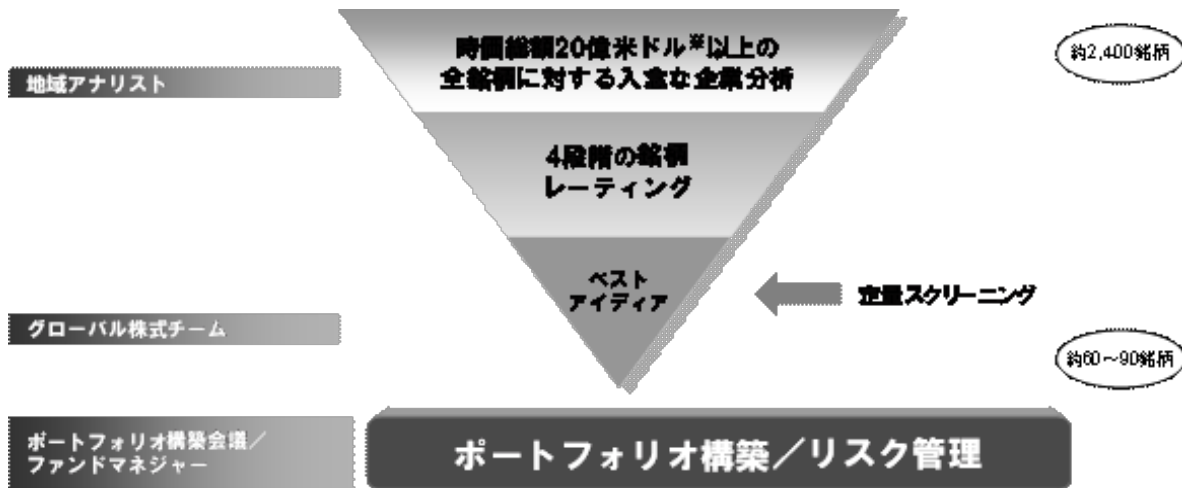 時価総額20億米ドル※以上の
全銘柄に対する入念な企業分析
約2,400銘柄
地域アナリスト
4段階の銘柄
レーティング
ベスト
アイディア
定量スクリーニング
グローバル株式チーム
約60～90銘柄
ポートフォリオ構築会議／
ファンドマネジャー
ポートフォリオ構築／リスク管理